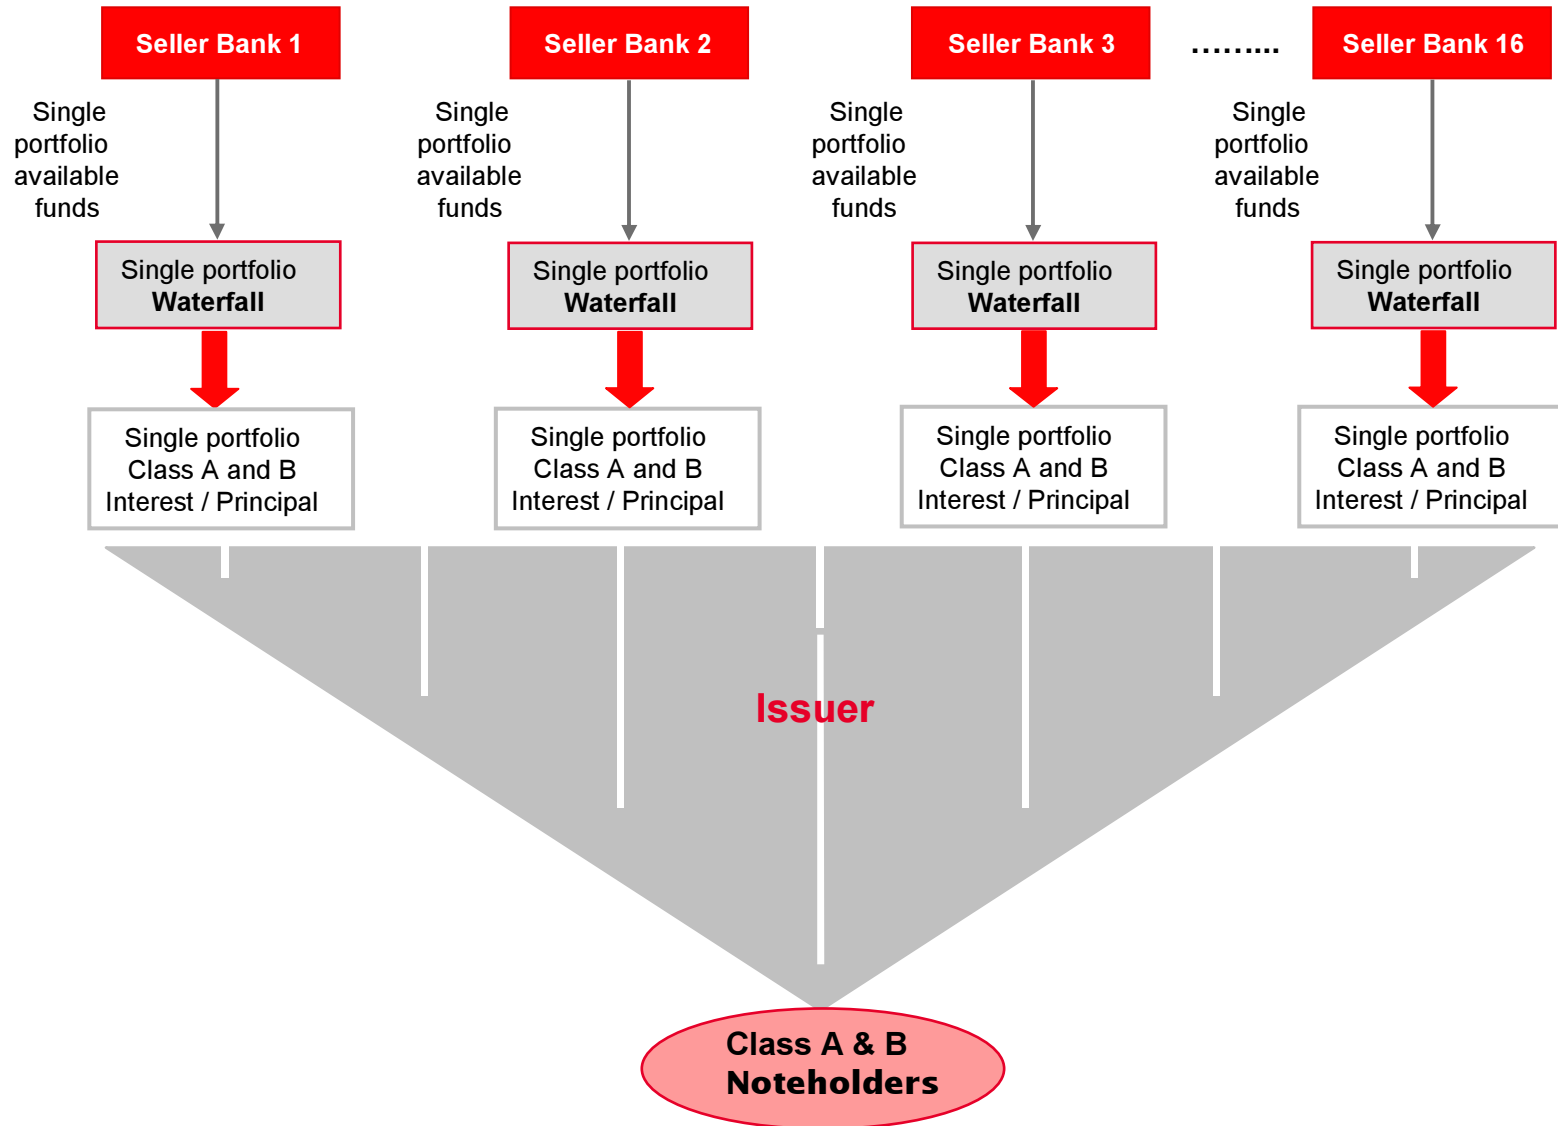 Seller Bank 1
Seller Bank 2
Seller Bank 3
........…
Seller Bank 16
Single
portfolio
available
funds
Single
portfolio
available
funds
Single
portfolio
available
funds
Single
portfolio
available
funds
Single portfolio
Waterfall
Single portfolio
Waterfall
Single portfolio
Waterfall
Single portfolio
Waterfall
Single portfolio
Class A and B
Interest / Principal
Single portfolio
Class A and B
Interest / Principal
Single portfolio
Class A and B
Interest / Principal
Single portfolio
Class A and B
Interest / Principal
Issuer
Class A & B
Noteholders